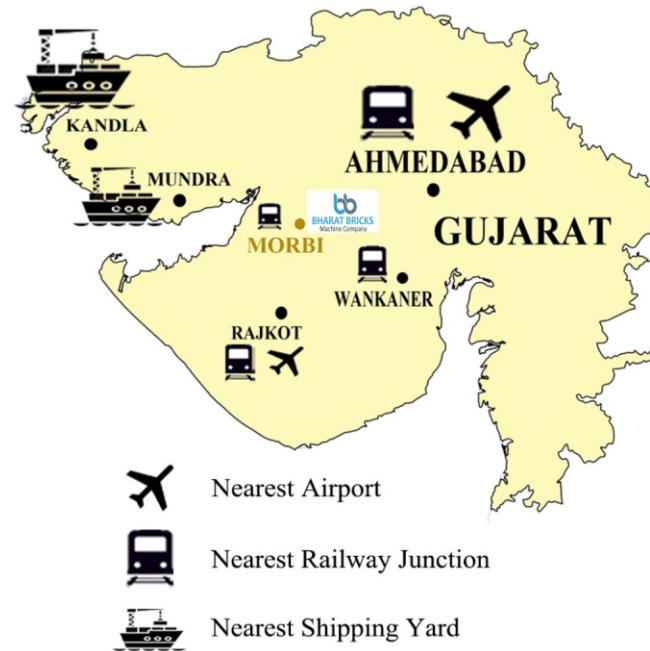 KANDLA
AHMEDABAD
MUNDRA
bb
BHARAT BRICKS
Machine Company
GUJARAT
MORBI
WANKANER
RAJKOT
Nearest Airport
Nearest Railway Junction
Nearest Shipping Yard